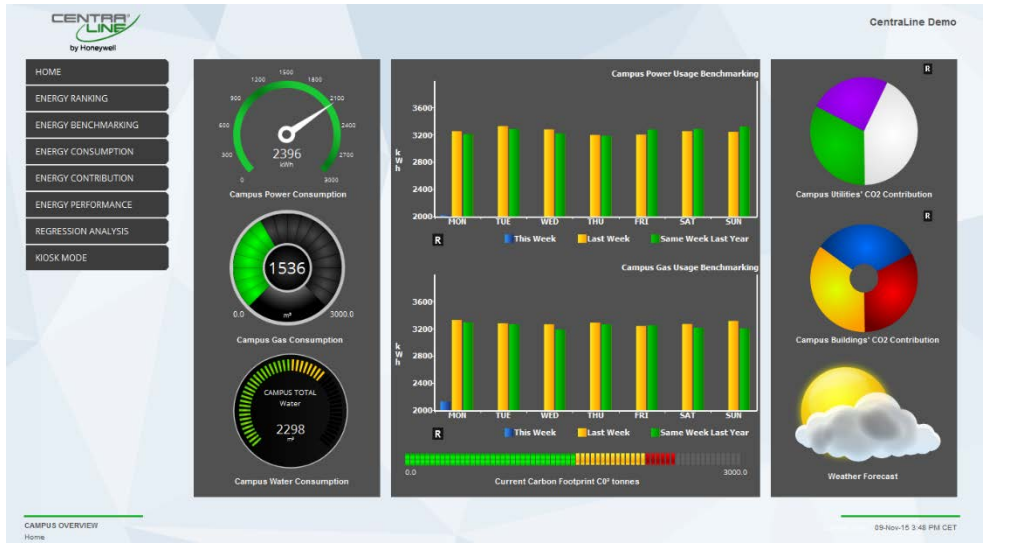 CENTRA
LINE
by Honeywell
CentraLine Demo
HOME
ENERGY RANKING
ENERGY BENCHMARKING
ENERGY CONSUMPTION
ENERGY CONTRIBUTION
ENERGY PERFORMANCE
REGRESSION ANALYSIS
KIOSK MODE
0
300
600
900
1200
1500
1800
2100
2400
2700
3000
2396
kWh
Campus Power Consumption
1536
0.0
m³
3000.0
Campus Gas Consumption
CAMPUS TOTAL
Water
2298
m³
Campus Water Consumption
Campus Power Usage Benchmarking
3600
3200
2800
2400
2000
kWh
MON TUE WED THU FRI SAT SUN
R
This Week Last Week Same Week Last Year
Campus Gas Usage Benchmarking
3600
3200
2800
2400
2000
kWh
MON TUE WED THU FRI SAT SUN
R
This Week Last Week Same Week Last Year
0.0 3000.0
Current Carbon Footprint C0² tonnes
R
Campus Utilities' CO2 Contribution
R
Campus Buildings' CO2 Contribution
Weather Forecast
CAMPUS OVERVIEW
Home
09-Nov-15 3:48 PM CET